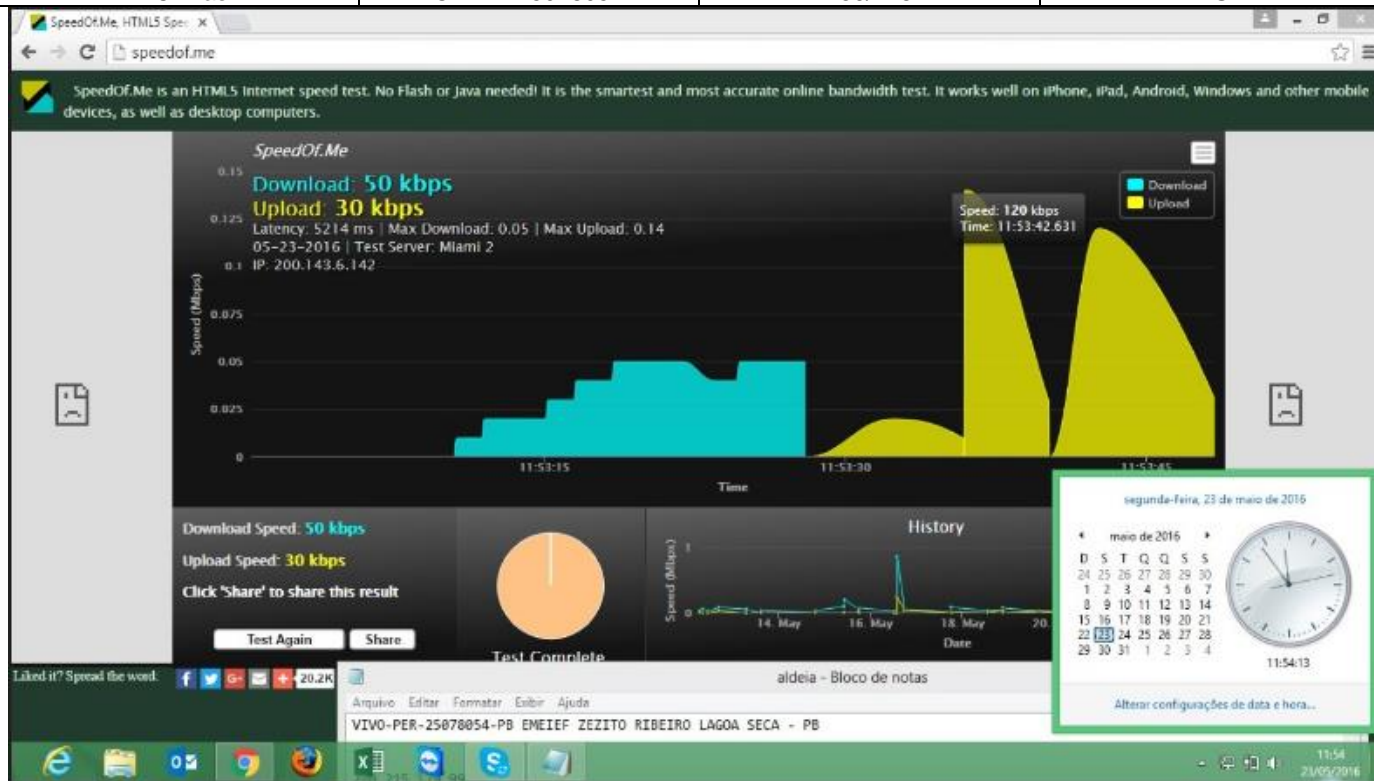 SpeedOf.Me, HTML5 Spe
speedof.me
SpeedOf.Me is an HTML5 Internet speed test. No Flash or Java needed! It is the smartest and most accurate online bandwidth test. It works well on iPhone, iPad, Android, Windows and other mobile
devices, as well as desktop computers.
SpeedOf.Me
Download: 50 kbps
Upload: 30 kbps
Latency: 5214 ms | Max Download: 0.05 | Max Upload: 0.14
05-23-2016 | Test Server: Miami 2
IP: 200.143.6.142
Download
Upload
Speed: 120 kbps
Time: 11:53:42.631
Speed (Mbps)
0.15
0.125
0.1
0.075
0.05
0.025
0
11:53:15
11:53:30
11:53:45
Time
Download Speed: 50 kbps
Upload Speed: 30 kbps
Click 'Share' to share this result
Test Again
Share
Test Complete
History
Speed (Mbps)
1
0
14. May
16. May
18. May
20.
Date
segunda-feira, 23 de maio de 2016
maio de 2016
D S T Q Q S S
24 25 26 27 28 29 30
1 2 3 4 5 6 7
8 9 10 11 12 13 14
15 16 17 18 19 20 21
22 23 24 25 26 27 28
29 30 31 1 2 3 4
11:54:13
Alterar configurações de data e hora...
Liked it? Spread the word:
20.2K
aldeia - Bloco de notas
Arquivo Editar Formatar Exibir Ajuda
VIVO-PER-25078054-PB EMEIEF ZEZITO RIBEIRO LAGOA SECA - PB
11:54
23/05/2016